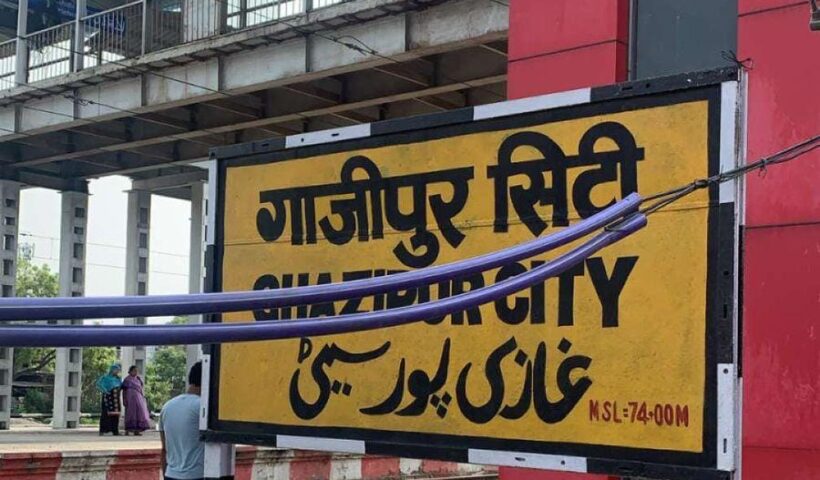 गाजीपुर सिटी
GHAZIPUR CITY
غازی پور سیٹی
MSL=74·00M